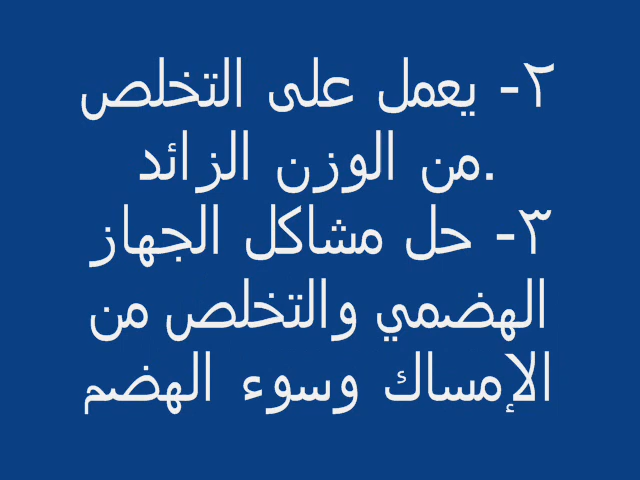 ٢- يعمل على التخلص
.من الوزن الزائد
٣- حل مشاكل الجهاز
الهضمي والتخلص من
الإمساك وسوء الهضم